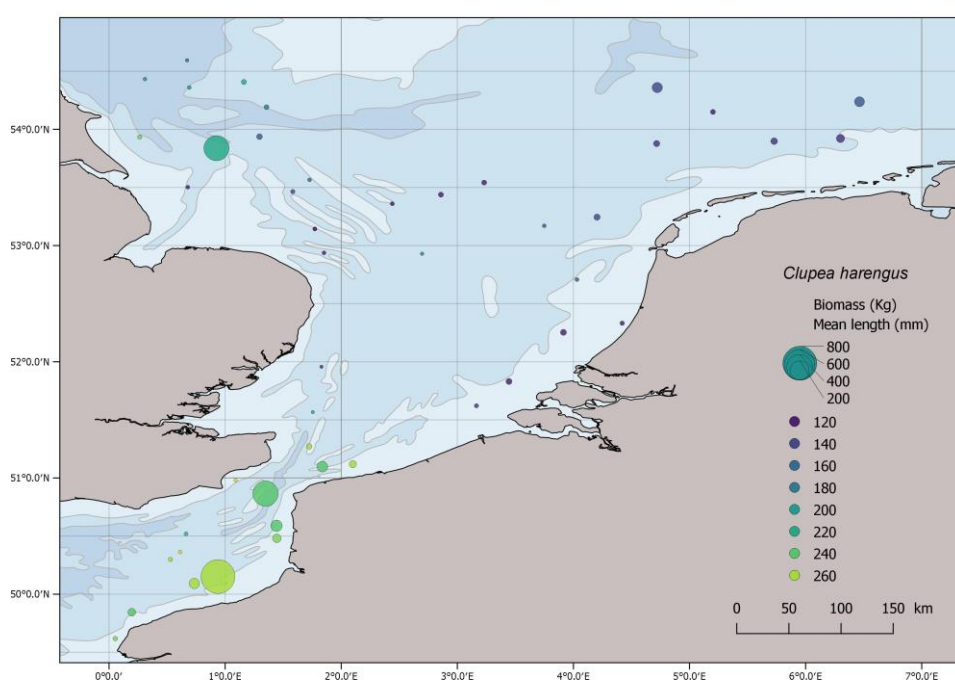 54°0.0'N
53°0.0'N
52°0.0'N
51°0.0'N
50°0.0'N
Clupea harengus
Biomass (Kg)
Mean length (mm)
800
600
400
200
120
140
160
180
200
220
240
260
0 50 100 150 km
0°0.0' 1°0.0' 2°0.0' 3°0.0' 4°0.0' 5°0.0' 6°0.0' 7°0.0'